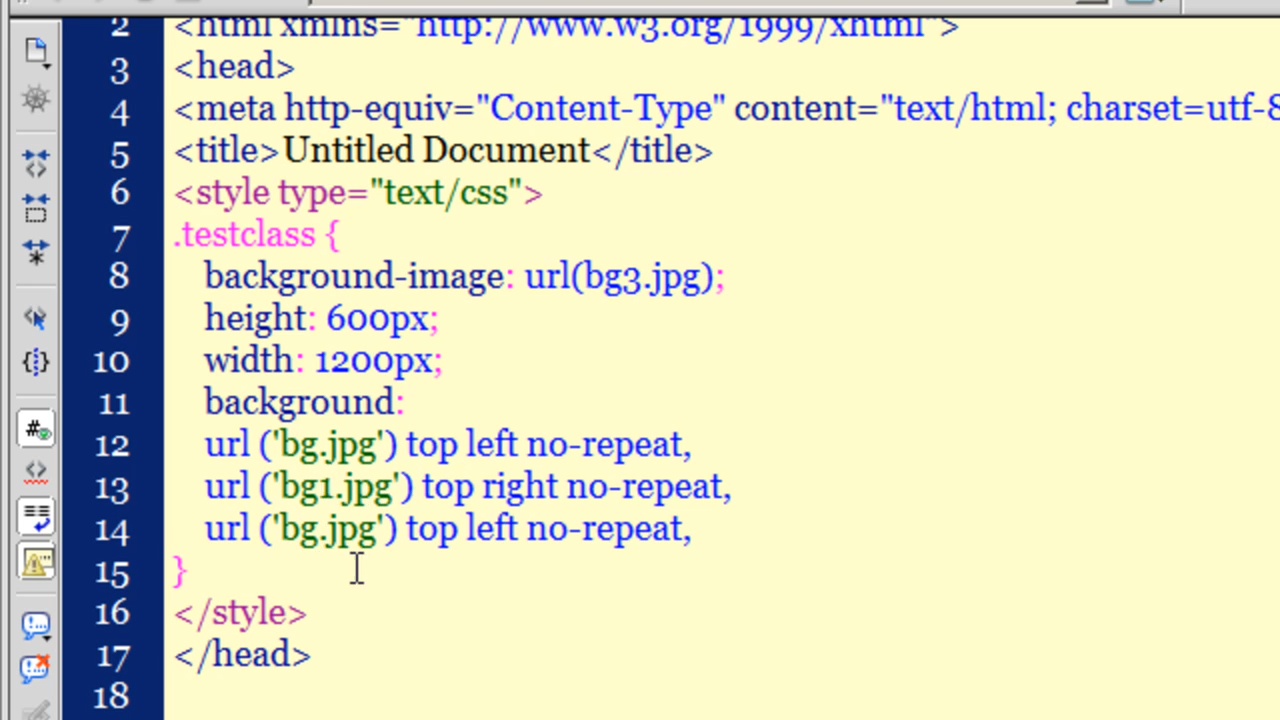 2 <html xmlns="http://www.w3.org/1999/xhtml">
3 <head>
4 <meta http-equiv="Content-Type" content="text/html; charset=utf-8
5 <title>Untitled Document</title>
6 <style type="text/css">
7 .testclass {
8 background-image: url(bg3.jpg);
9 height: 600px;
10 width: 1200px;
11 background:
12 url ('bg.jpg') top left no-repeat,
13 url ('bg1.jpg') top right no-repeat,
14 url ('bg.jpg') top left no-repeat,
15 }
16 </style>
17 </head>
18